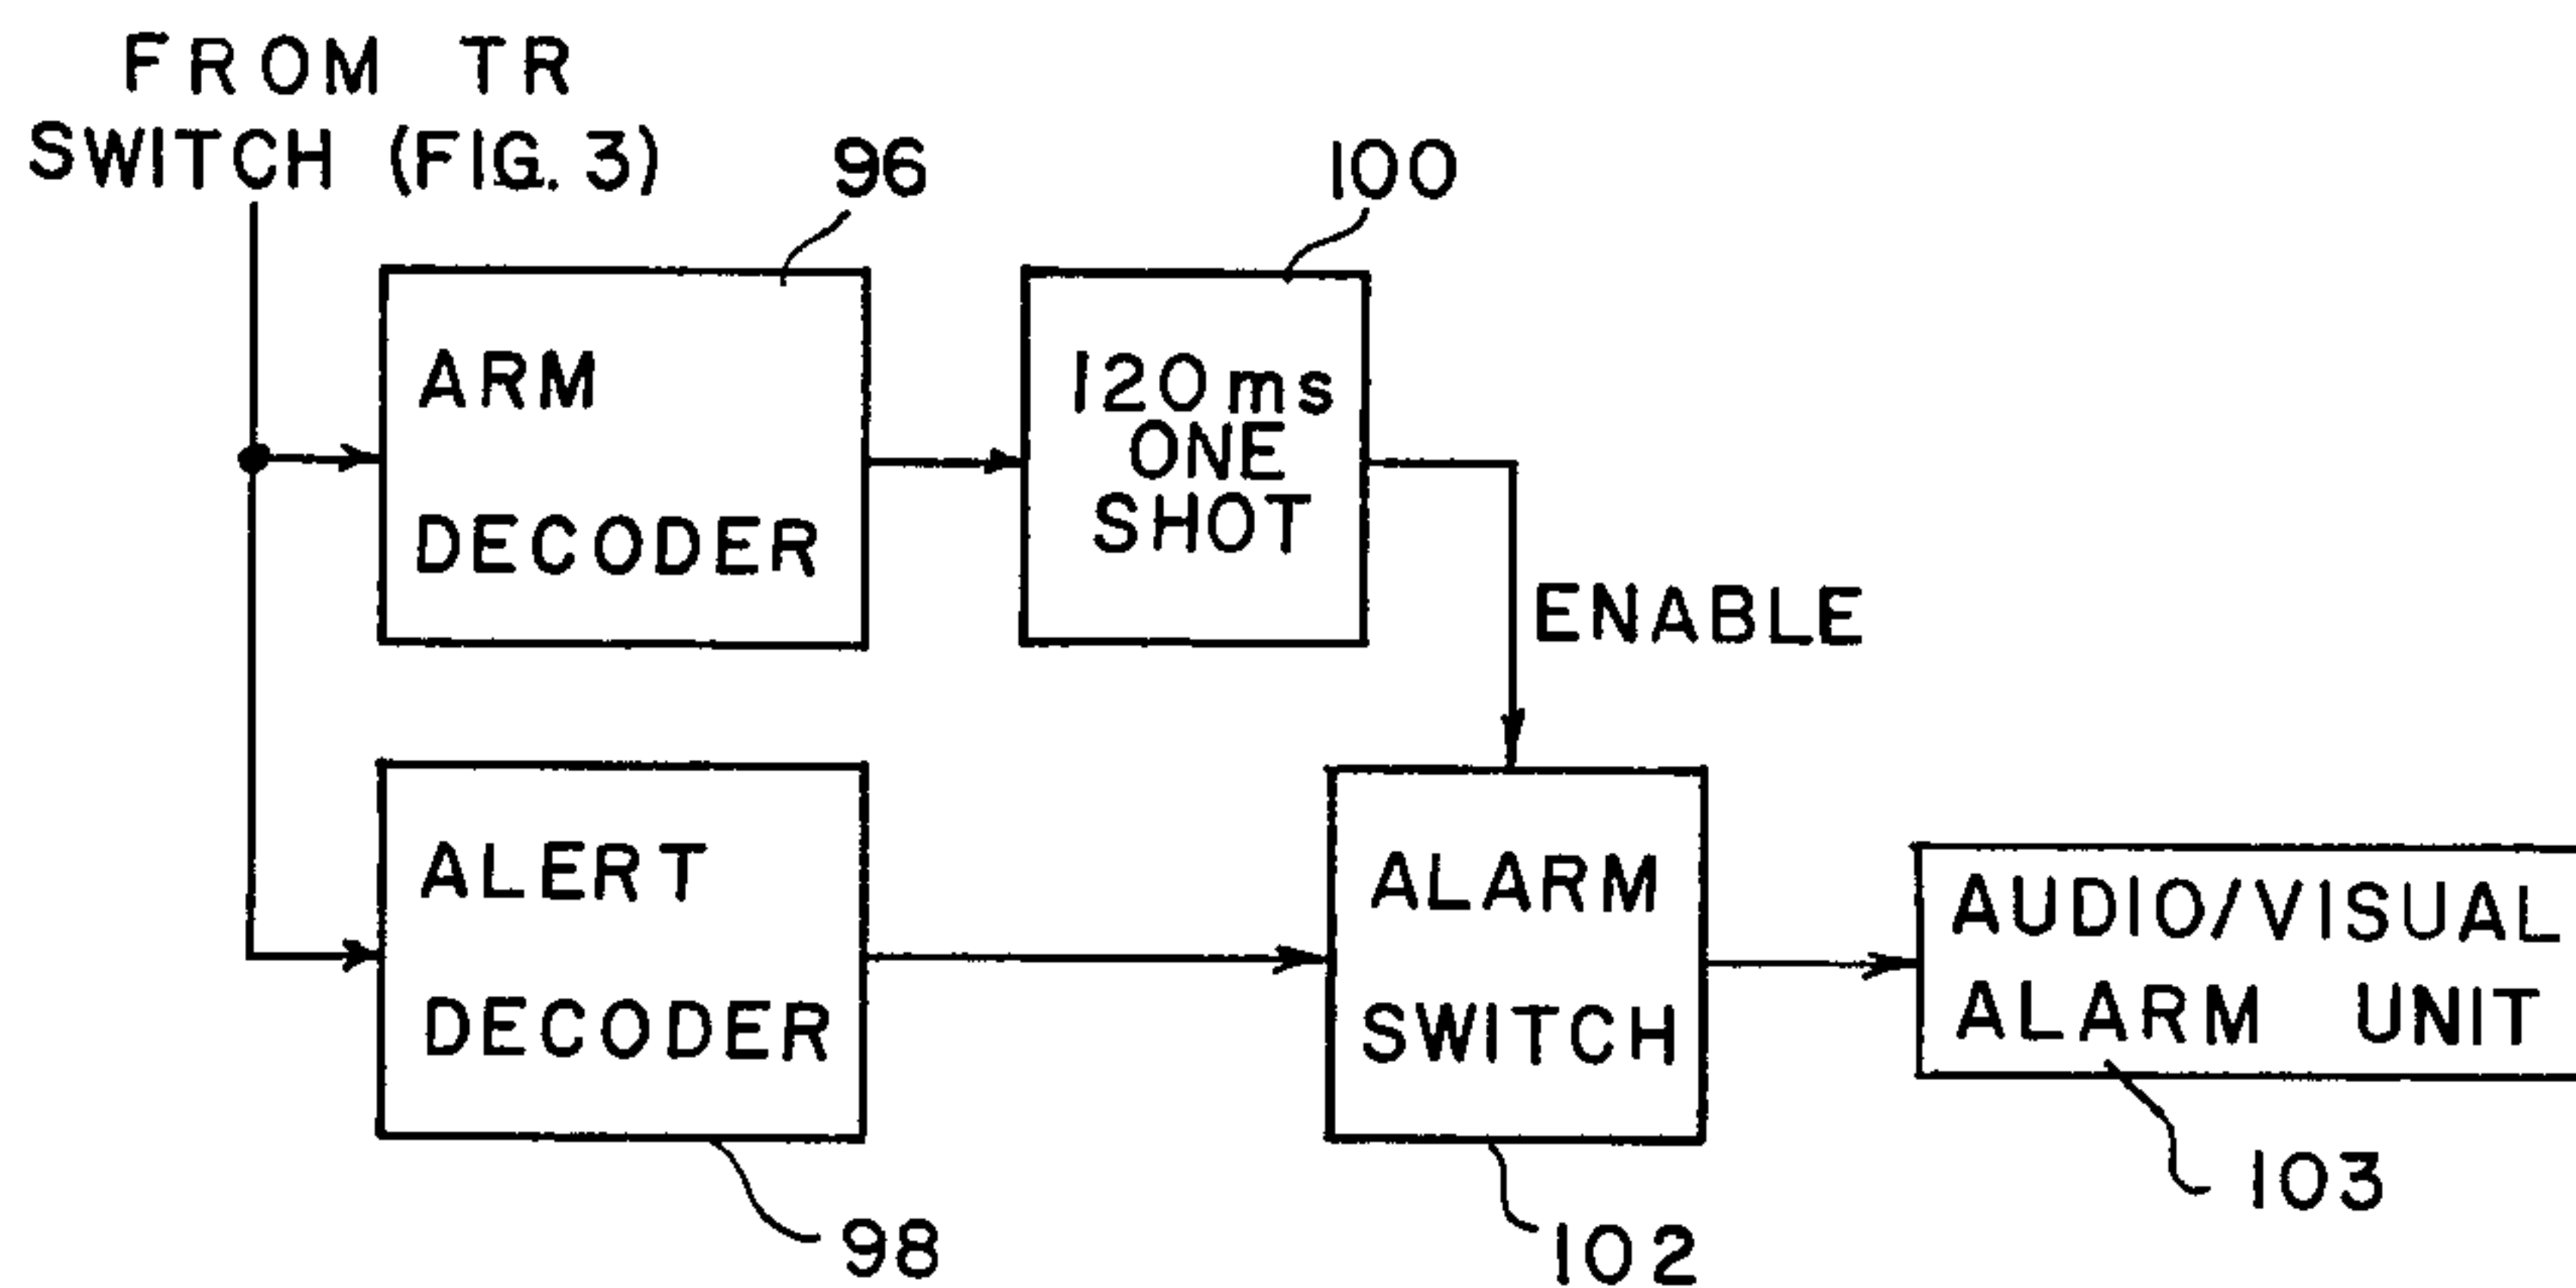 FROM TR
SWITCH (FIG. 3)
96
100
ARM
DECODER
120 ms
ONE
SHOT
ENABLE
ALERT
DECODER
ALARM
SWITCH
AUDIO/VISUAL
ALARM UNIT
98
102
103